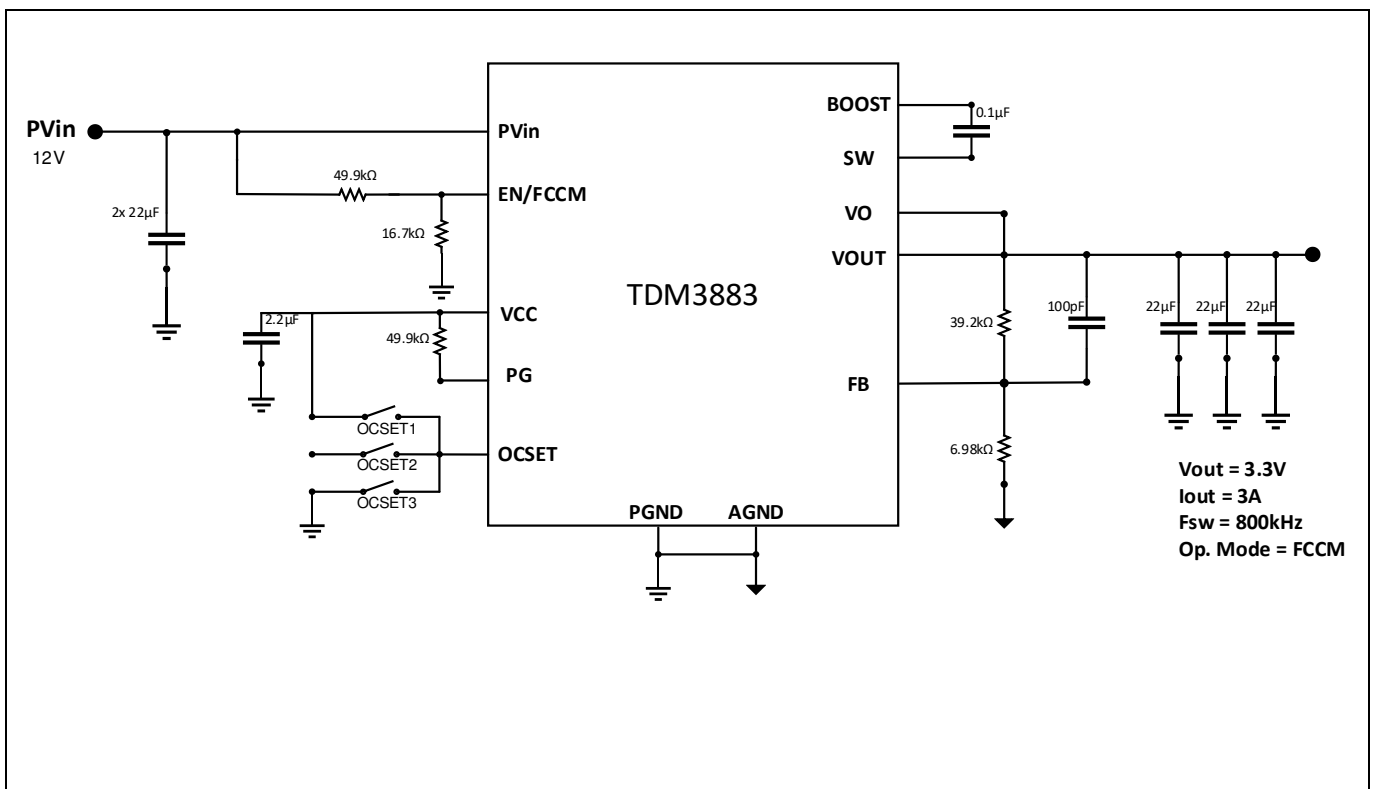 BOOST
0.1µF
PVin
12V
PVin
SW
49.9kΩ
EN/FCCM
2x 22µF
16.7kΩ
VO
VOUT
TDM3883
2.2µF
VCC
49.9kΩ
PG
39.2kΩ
100pF
22µF
22µF
22µF
FB
OCSET1
OCSET2
OCSET3
OCSET
6.98kΩ
PGND
AGND
Vout = 3.3V
Iout = 3A
Fsw = 800kHz
Op. Mode = FCCM